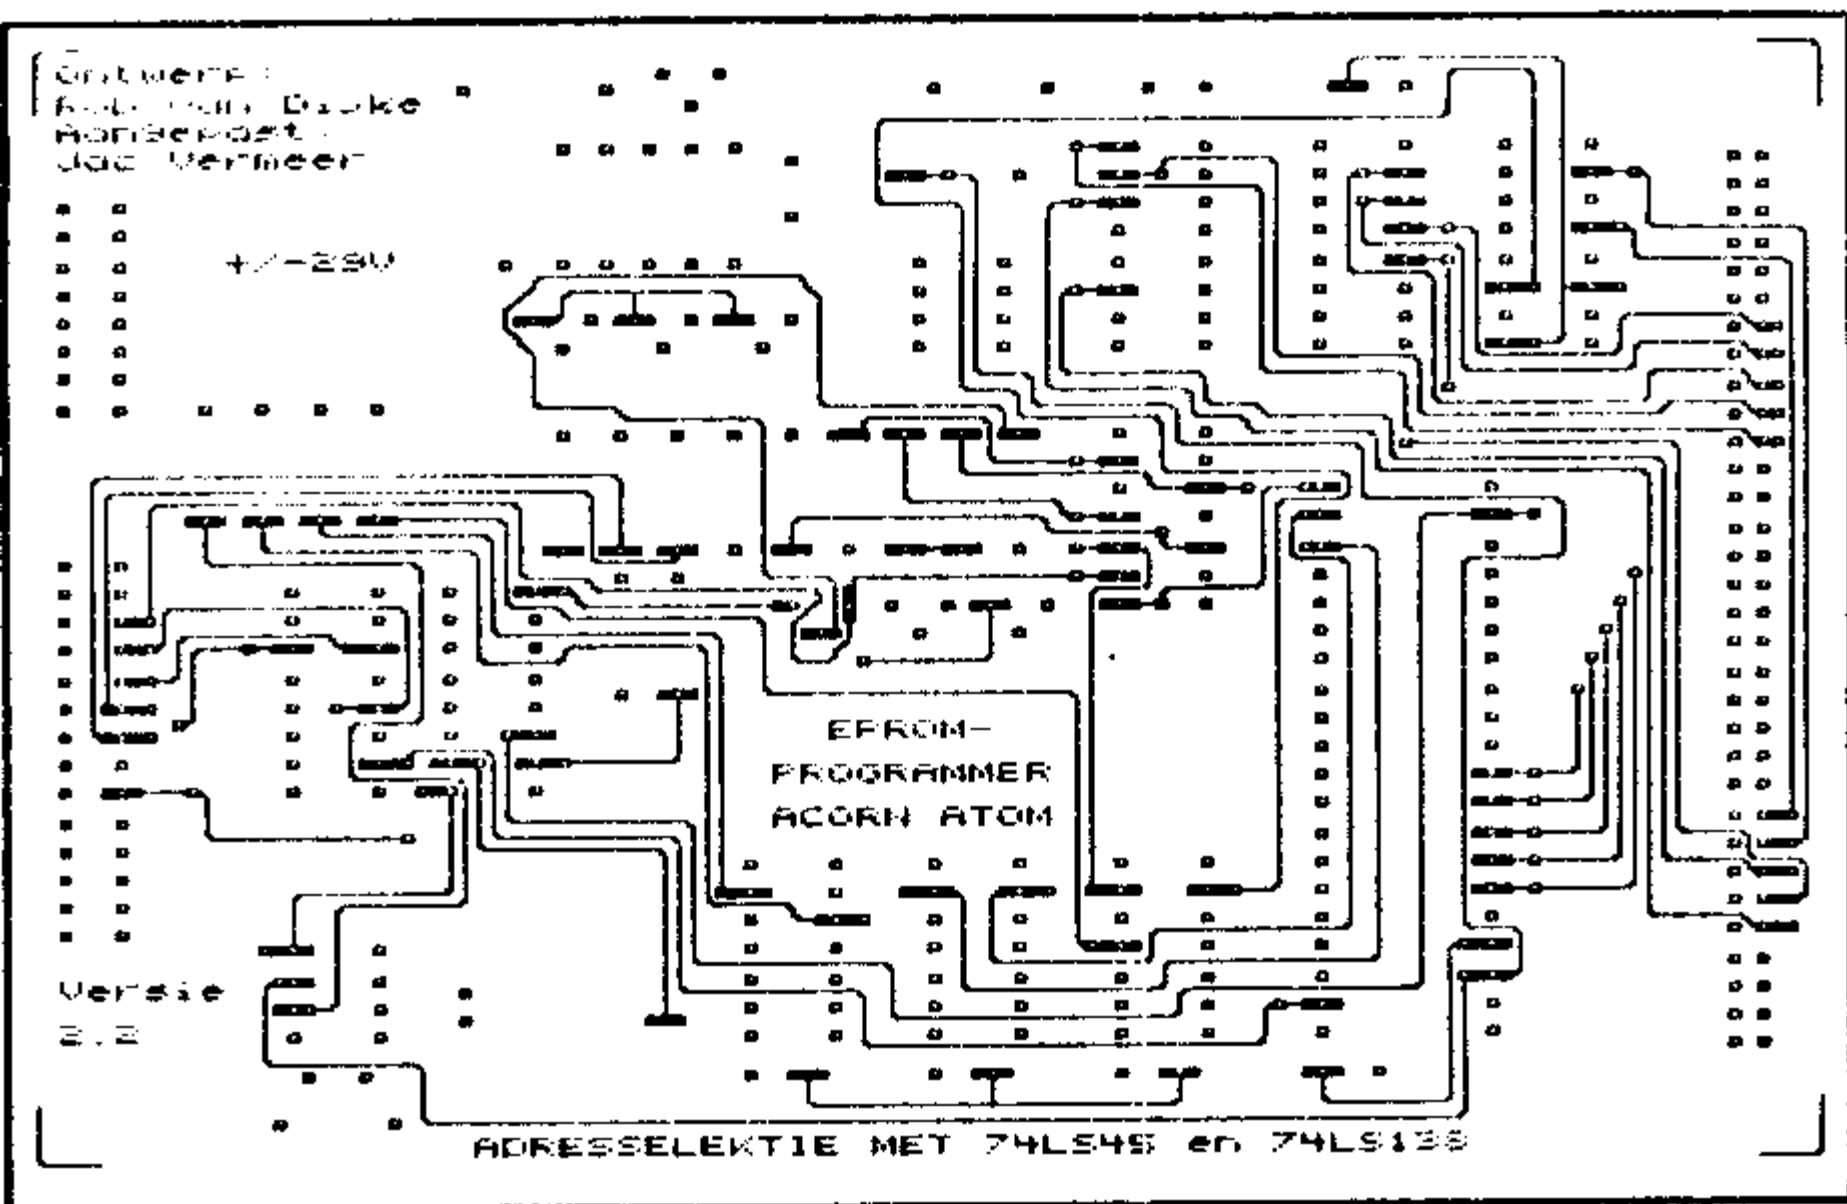 Ontwerp:
Rob van Dijke
Aangepast:
Jac Vermeer
+/-28V
EPROM-
PROGRAMMER
ACORN ATOM
Versie
2.2
ADRESSELEKTIE MET 74LS45 en 74LS138